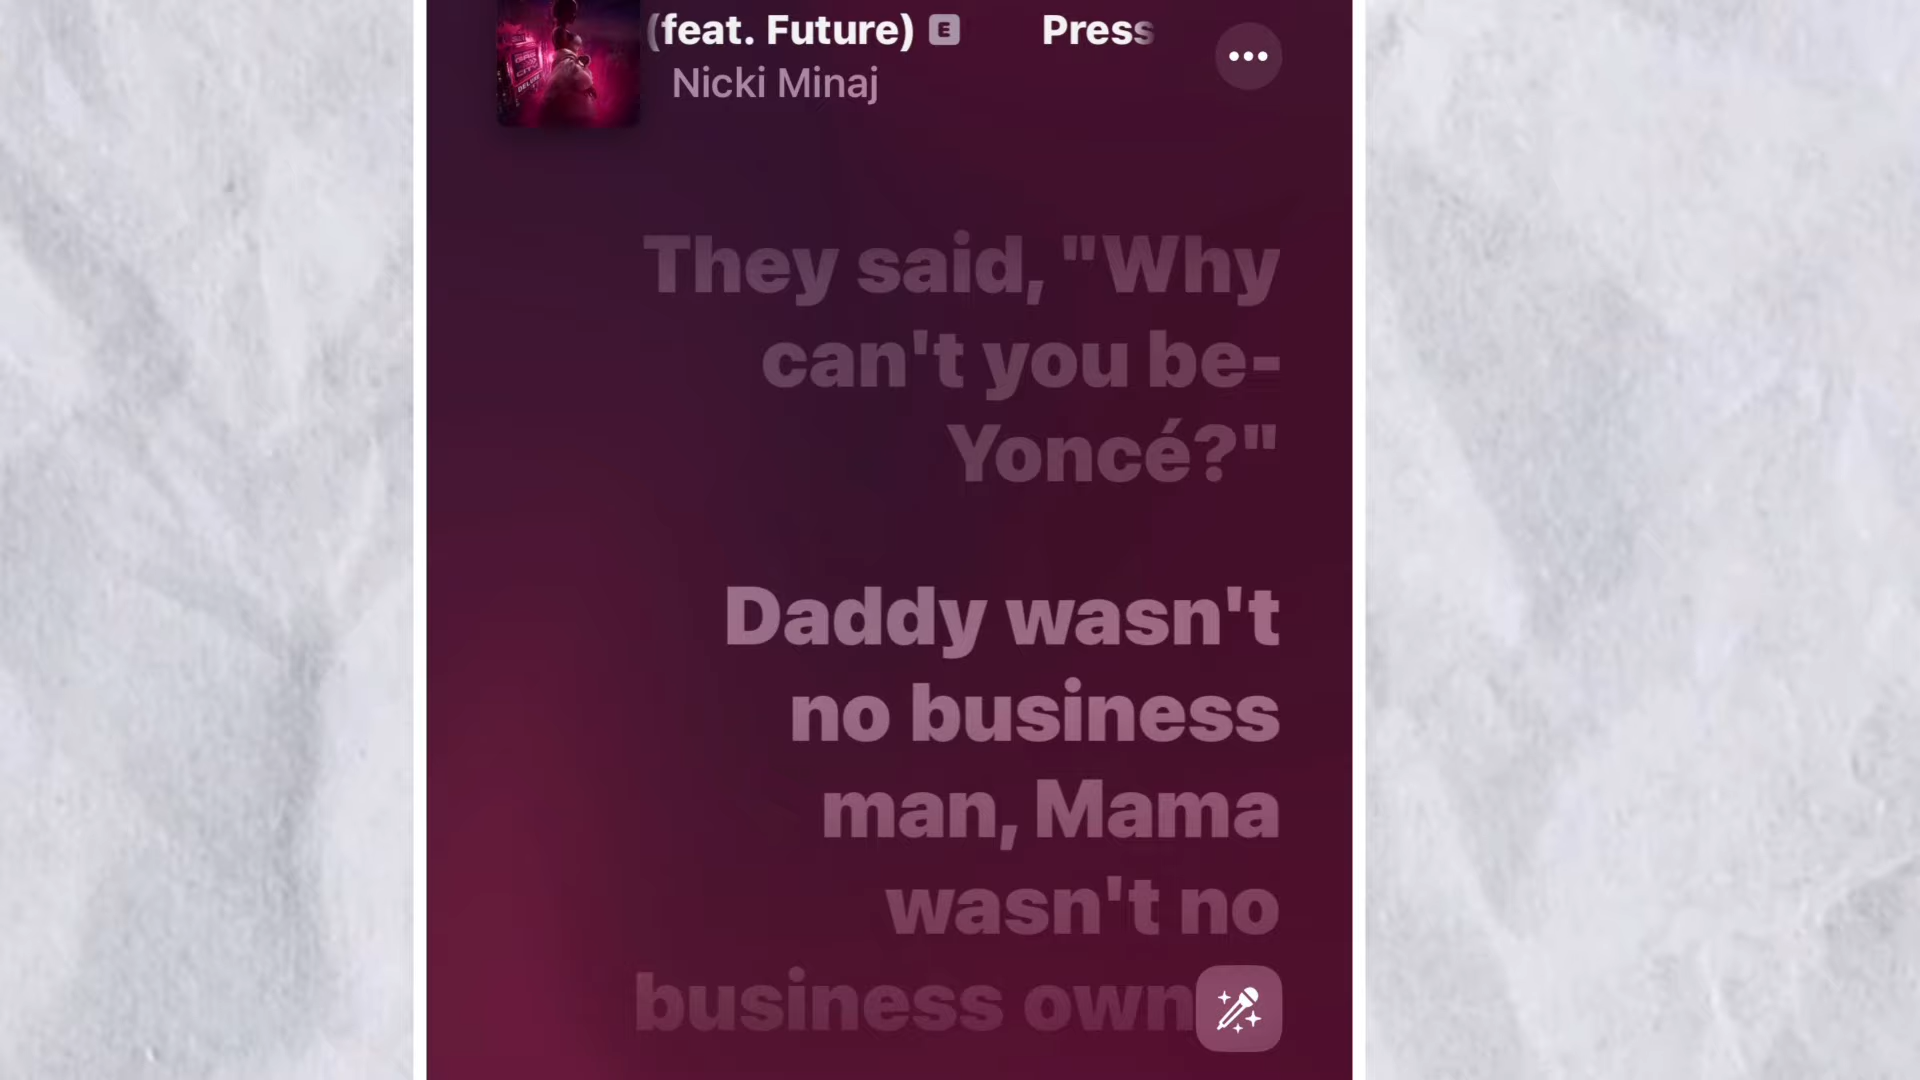 (feat. Future) E Press
Nicki Minaj
They said, "Why
can't you be-
Yoncé?"
Daddy wasn't
no business
man, Mama
wasn't no
business own